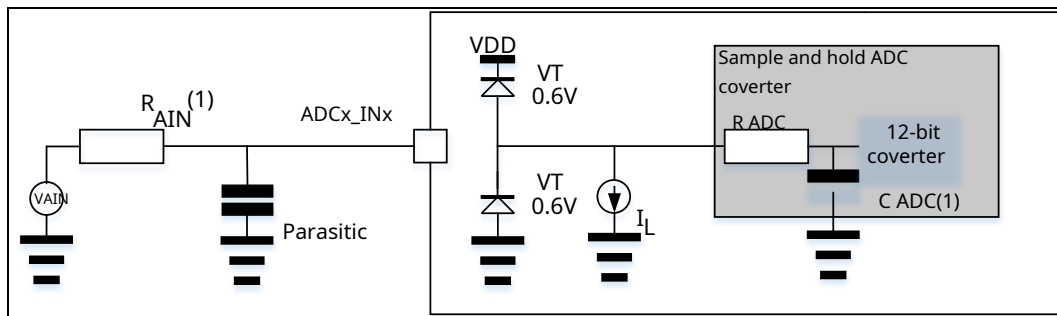 R
AIN
(1)
VAIN
Parasitic
ADCx_INx
VDD
VT
0.6V
VT
0.6V
I
L
Sample and hold ADC
coverter
R ADC
12-bit
coverter
C ADC(1)